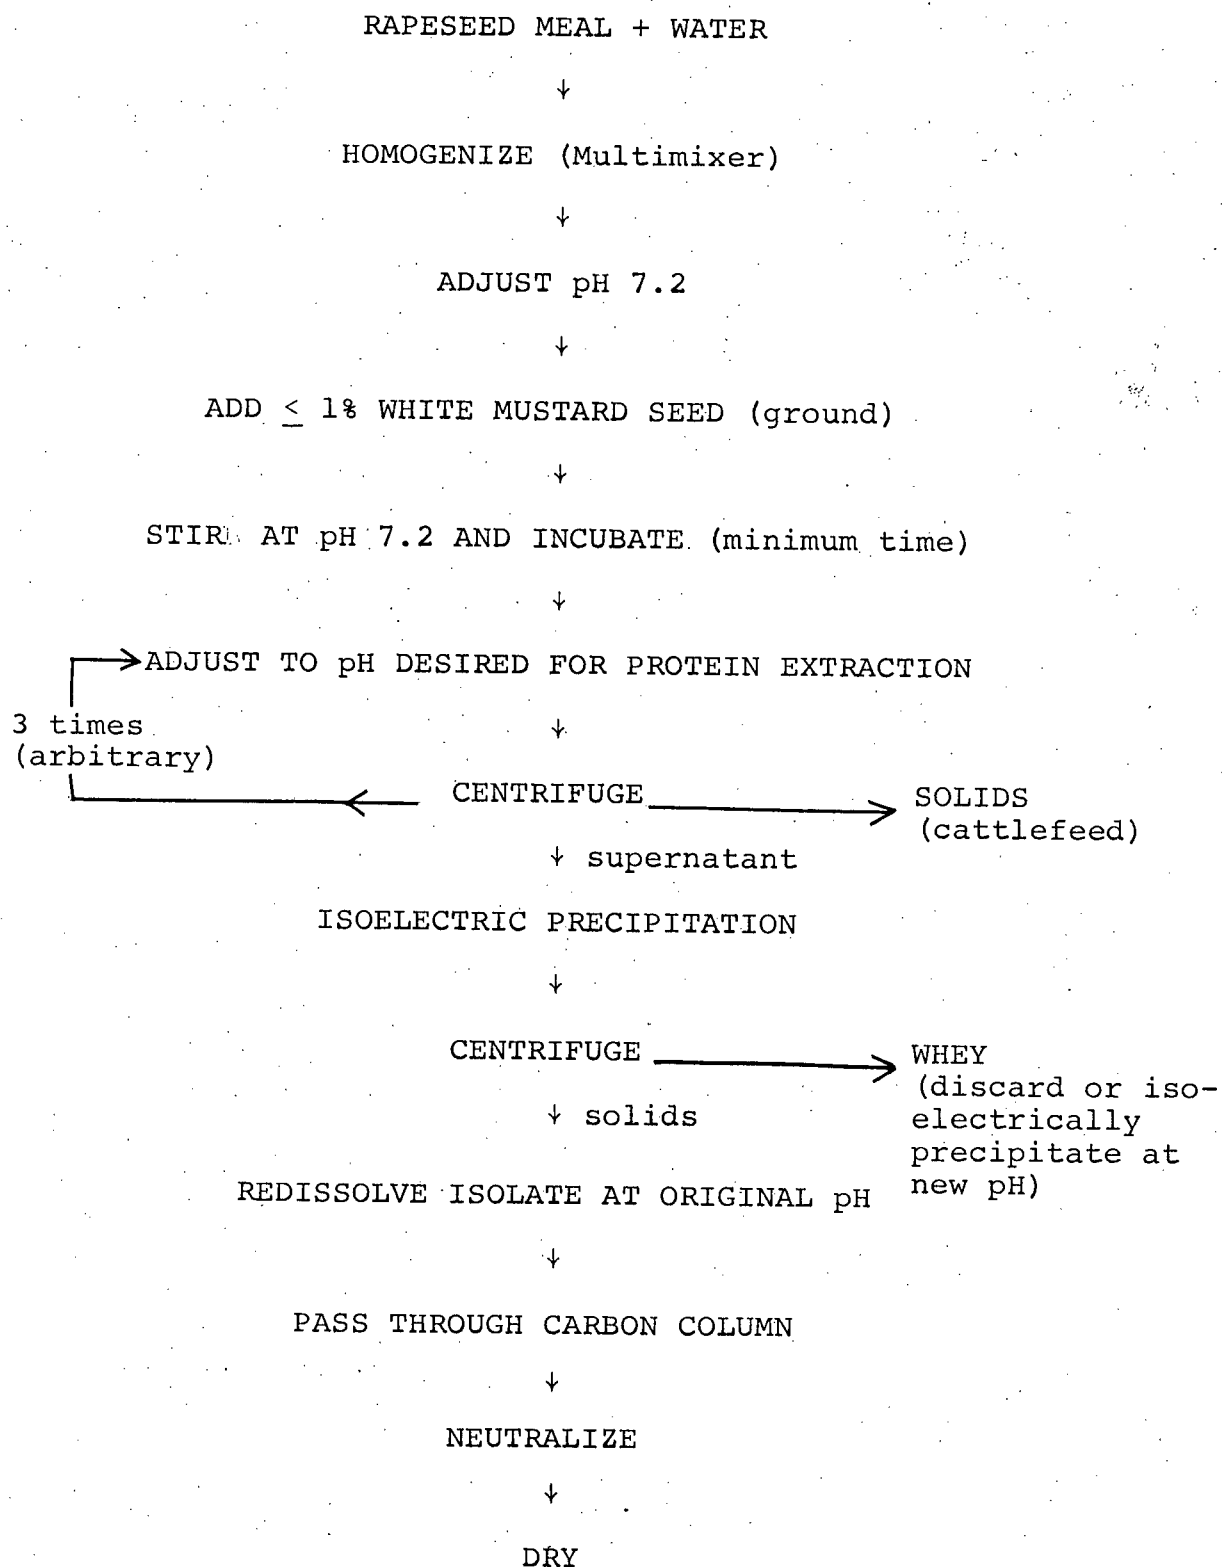 RAPESEED MEAL + WATER
↓
HOMOGENIZE (Multimixer)
↓
ADJUST pH 7.2
↓
ADD ≤ 1% WHITE MUSTARD SEED (ground)
↓
STIR AT pH 7.2 AND INCUBATE (minimum time)
↓
ADJUST TO pH DESIRED FOR PROTEIN EXTRACTION
3 times
(arbitrary)
↓
CENTRIFUGE
SOLIDS
(cattlefeed)
↓ supernatant
ISOELECTRIC PRECIPITATION
↓
CENTRIFUGE
WHEY
(discard or iso-
electrically
precipitate at
new pH)
↓ solids
REDISSOLVE ISOLATE AT ORIGINAL pH
↓
PASS THROUGH CARBON COLUMN
↓
NEUTRALIZE
↓
DRY